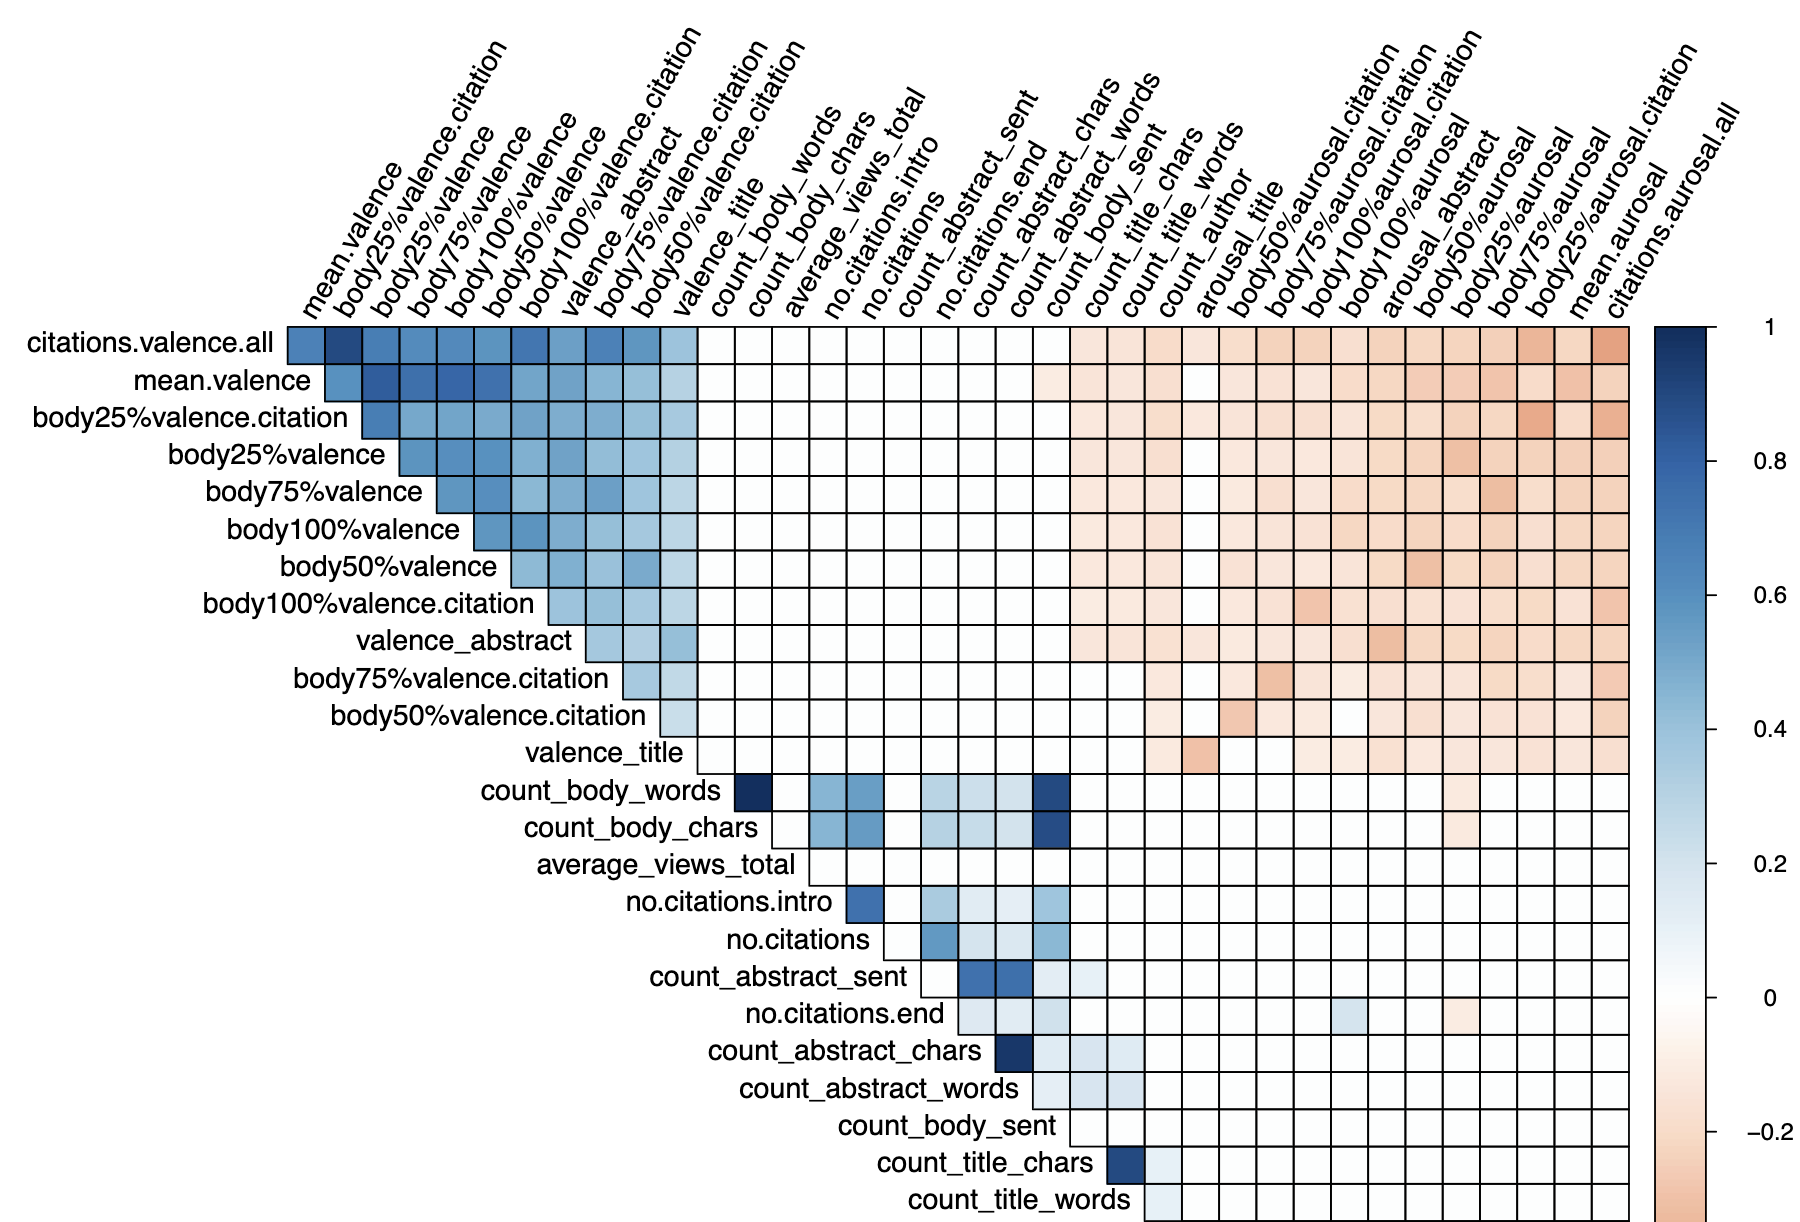 mean.valence
body25%valence.citation
body25%valence
body75%valence
body100%valence
body50%valence
body100%valence.citation
valence_abstract
body75%valence.citation
body50%valence.citation
valence_title
count_body_words
count_body_chars
average_views_total
no.citations.intro
no.citations
count_abstract_sent
no.citations.end
count_abstract_chars
count_abstract_words
count_body_sent
count_title_chars
count_title_words
count_author
arousal_title
body50%aurosal.citation
body75%aurosal.citation
body100%aurosal.citation
body100%aurosal
arousal_abstract
body50%aurosal
body25%aurosal
body75%aurosal
body25%aurosal.citation
mean.aurosal
citations.aurosal.all
citations.valence.all
mean.valence
body25%valence.citation
body25%valence
body75%valence
body100%valence
body50%valence
body100%valence.citation
valence_abstract
body75%valence.citation
body50%valence.citation
valence_title
count_body_words
count_body_chars
average_views_total
no.citations.intro
no.citations
count_abstract_sent
no.citations.end
count_abstract_chars
count_abstract_words
count_body_sent
count_title_chars
count_title_words
1
0.8
0.6
0.4
0.2
0
−0.2